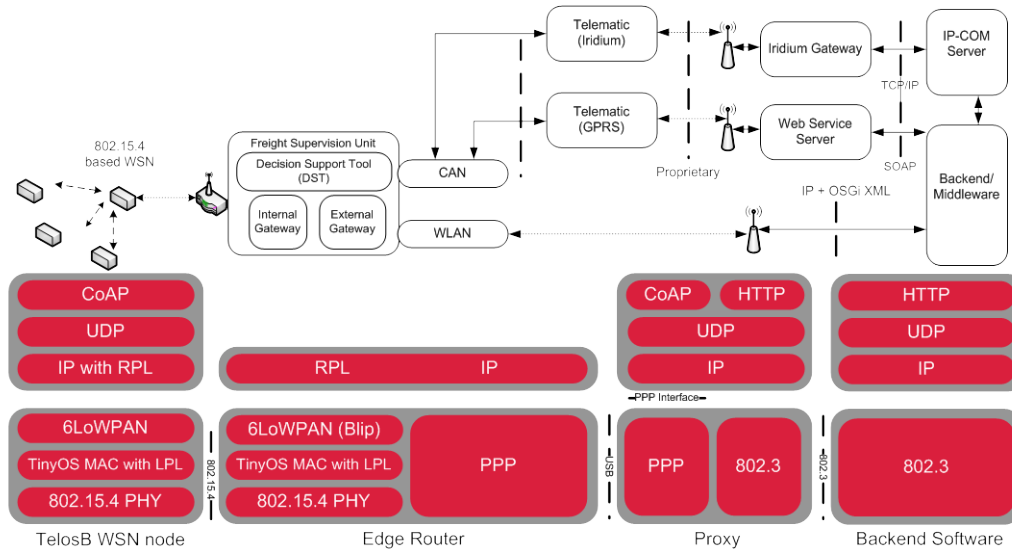 Telematic
(Iridium)
Iridium Gateway
IP-COM
Server
TCP/IP
Telematic
(GPRS)
Web Service
Server
SOAP
Proprietary
802.15.4
based WSN
Freight Supervision Unit
Decision Support Tool
(DST)
Internal
Gateway
External
Gateway
CAN
WLAN
IP + OSGi XML
Backend/
Middleware
CoAP
UDP
IP with RPL
RPL
IP
CoAP
HTTP
UDP
IP
HTTP
UDP
IP
PPP Interface
6LoWPAN
TinyOS MAC with LPL
802.15.4 PHY
802.15.4
6LoWPAN (Blip)
TinyOS MAC with LPL
802.15.4 PHY
PPP
USB
PPP
802.3
802.3
802.3
TelosB WSN node
Edge Router
Proxy
Backend Software